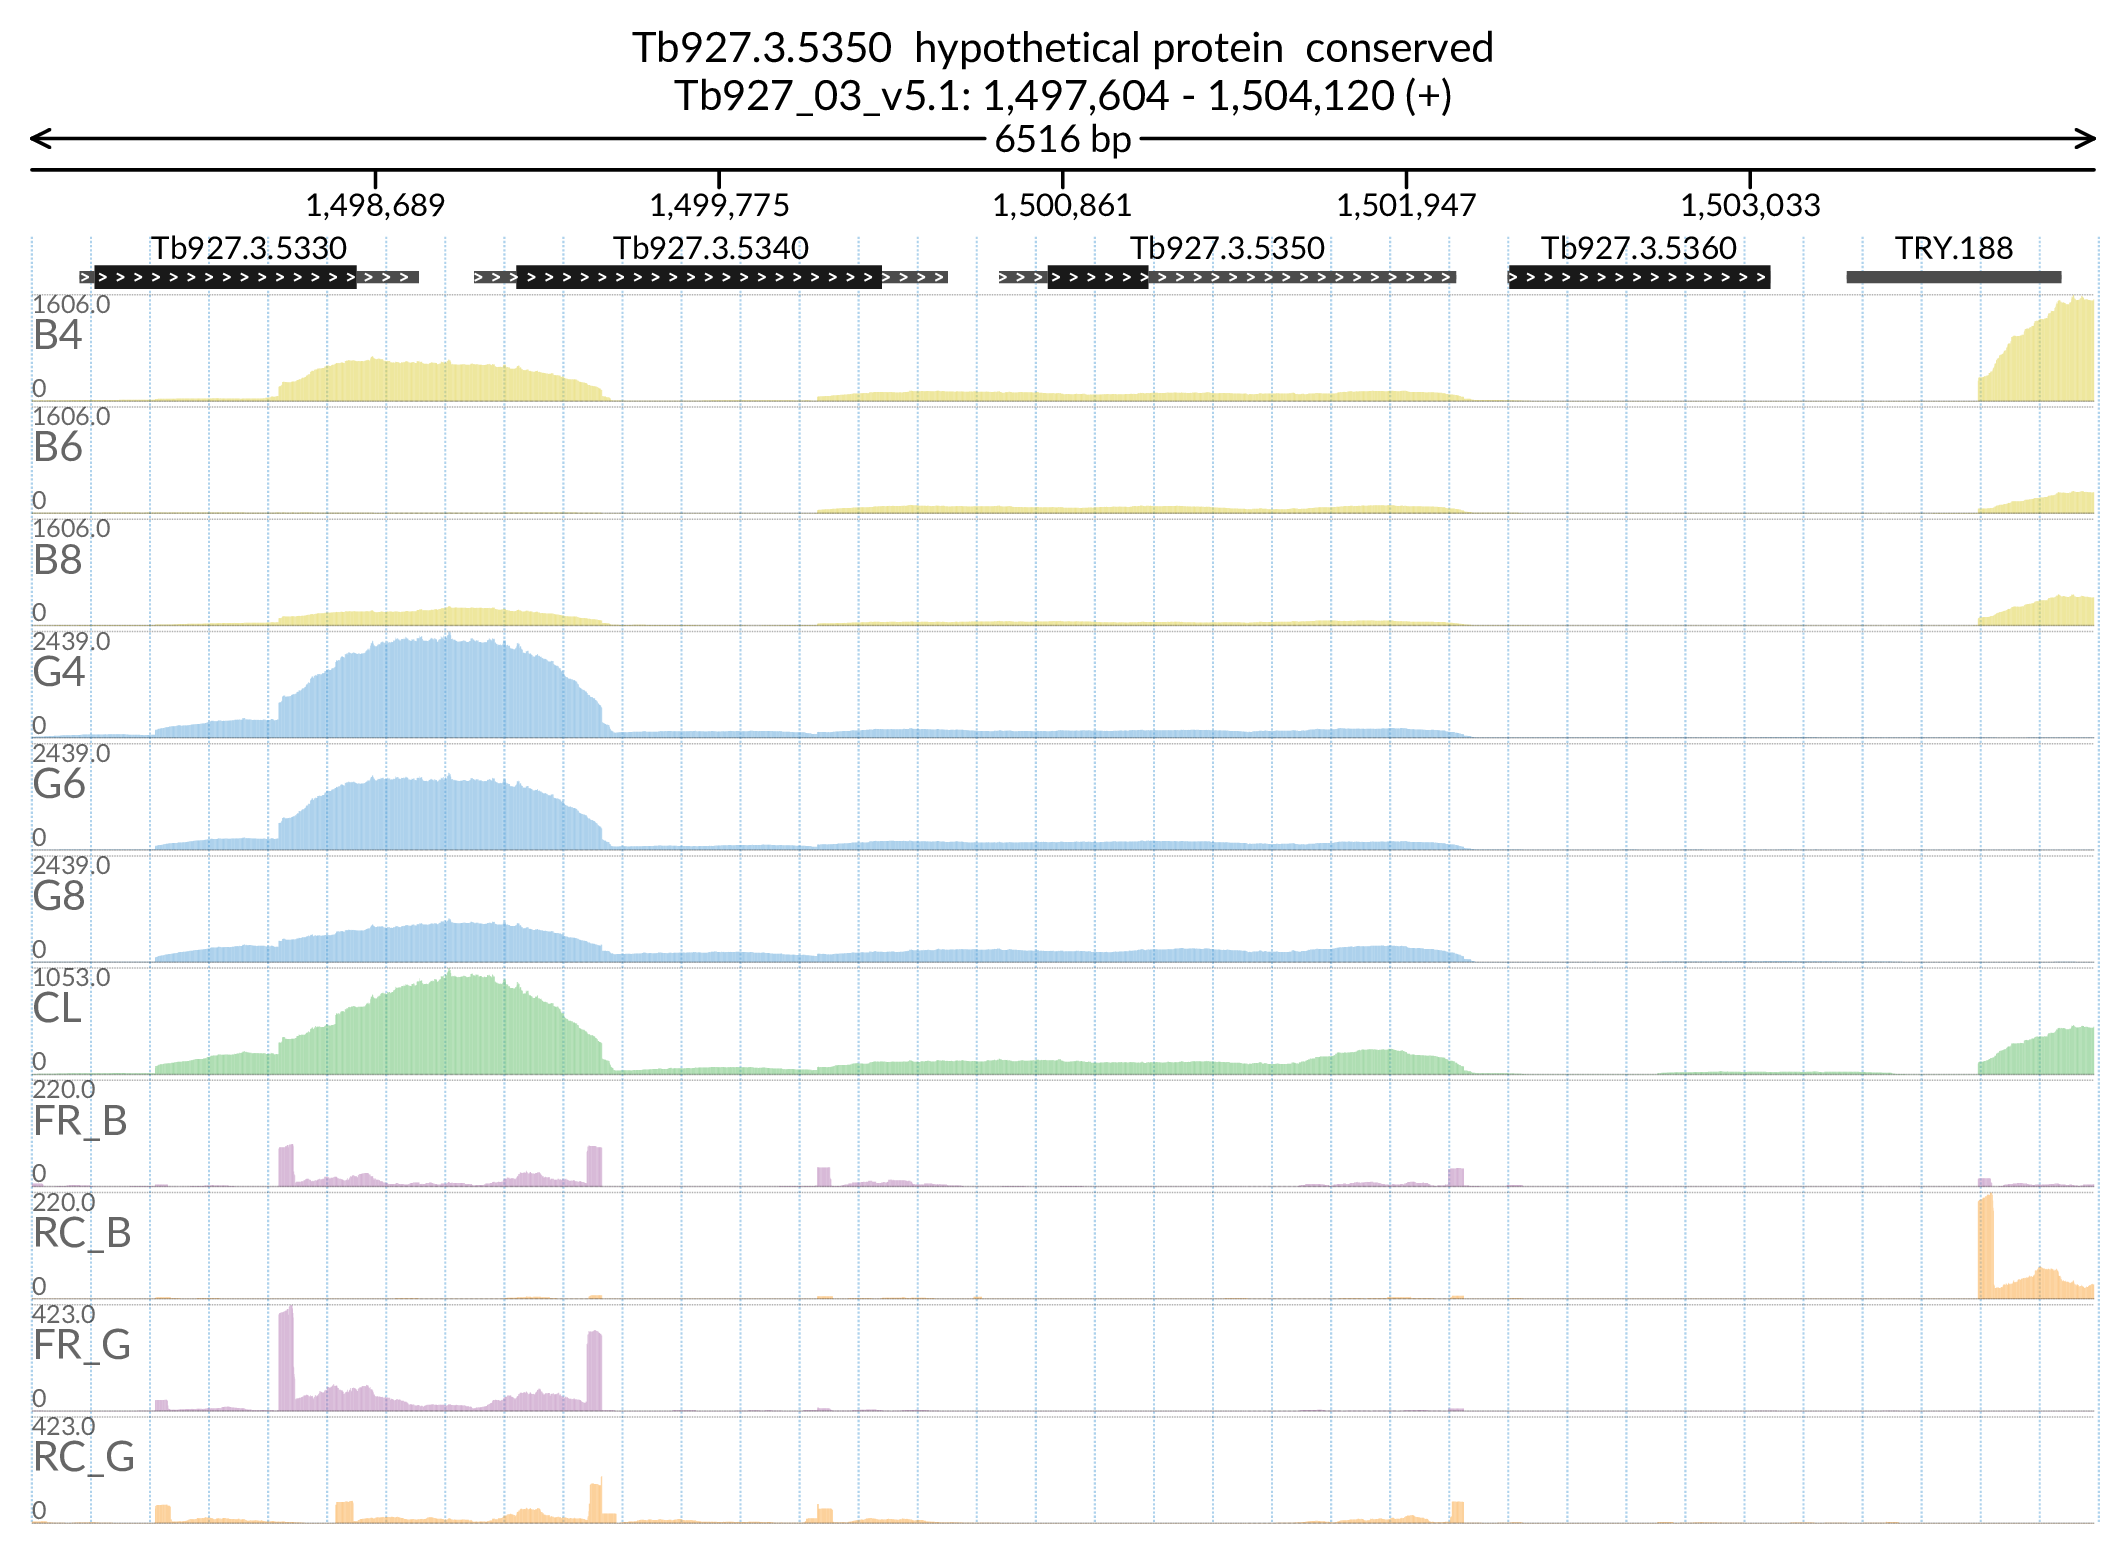 Tb927.3.5350 hypothetical protein conserved
Tb927_03_v5.1: 1,497,604 - 1,504,120 (+)
6516 bp
1,498,689 1,499,775 1,500,861 1,501,947 1,503,033
Tb927.3.5330 Tb927.3.5340 Tb927.3.5350 Tb927.3.5360 TRY.188
1606.0
B4
0
1606.0
B6
0
1606.0
B8
0
2439.0
G4
0
2439.0
G6
0
2439.0
G8
0
1053.0
CL
0
220.0
FR_B
0
220.0
RC_B
0
423.0
FR_G
0
423.0
RC_G
0